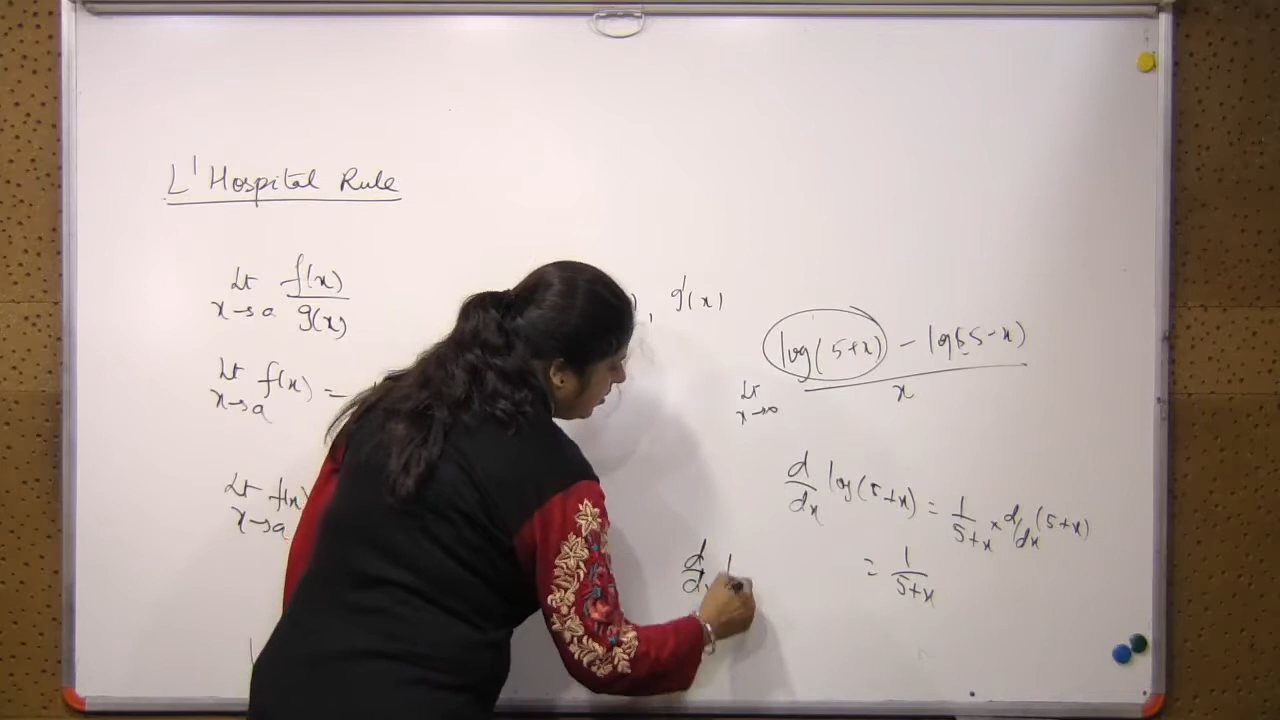 L' Hospital Rule
Lt f(x)
x→a g(x)
, g'(x)
Lt f(x) =
x→a
log(5+x) - log(5-x)
Lt x
x→0
Lt f(x)
x→a
d/dx log(5+x) = 1/5+x × d/dx (5+x)
= 1/5+x
d/dx